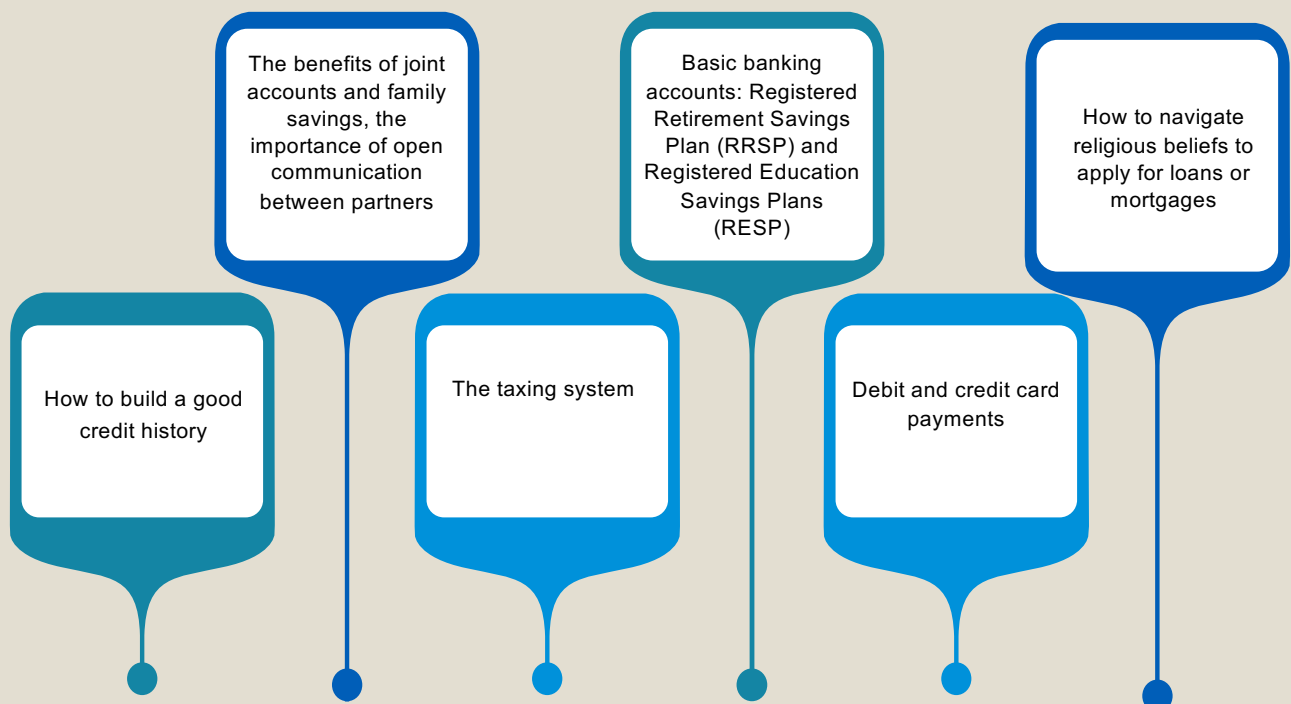 How to build a good
credit history
The benefits of joint
accounts and family
savings, the
importance of open
communication
between partners
The taxing system
Basic banking
accounts: Registered
Retirement Savings
Plan (RRSP) and
Registered Education
Savings Plans
(RESP)
Debit and credit card
payments
How to navigate
religious beliefs to
apply for loans or
mortgages